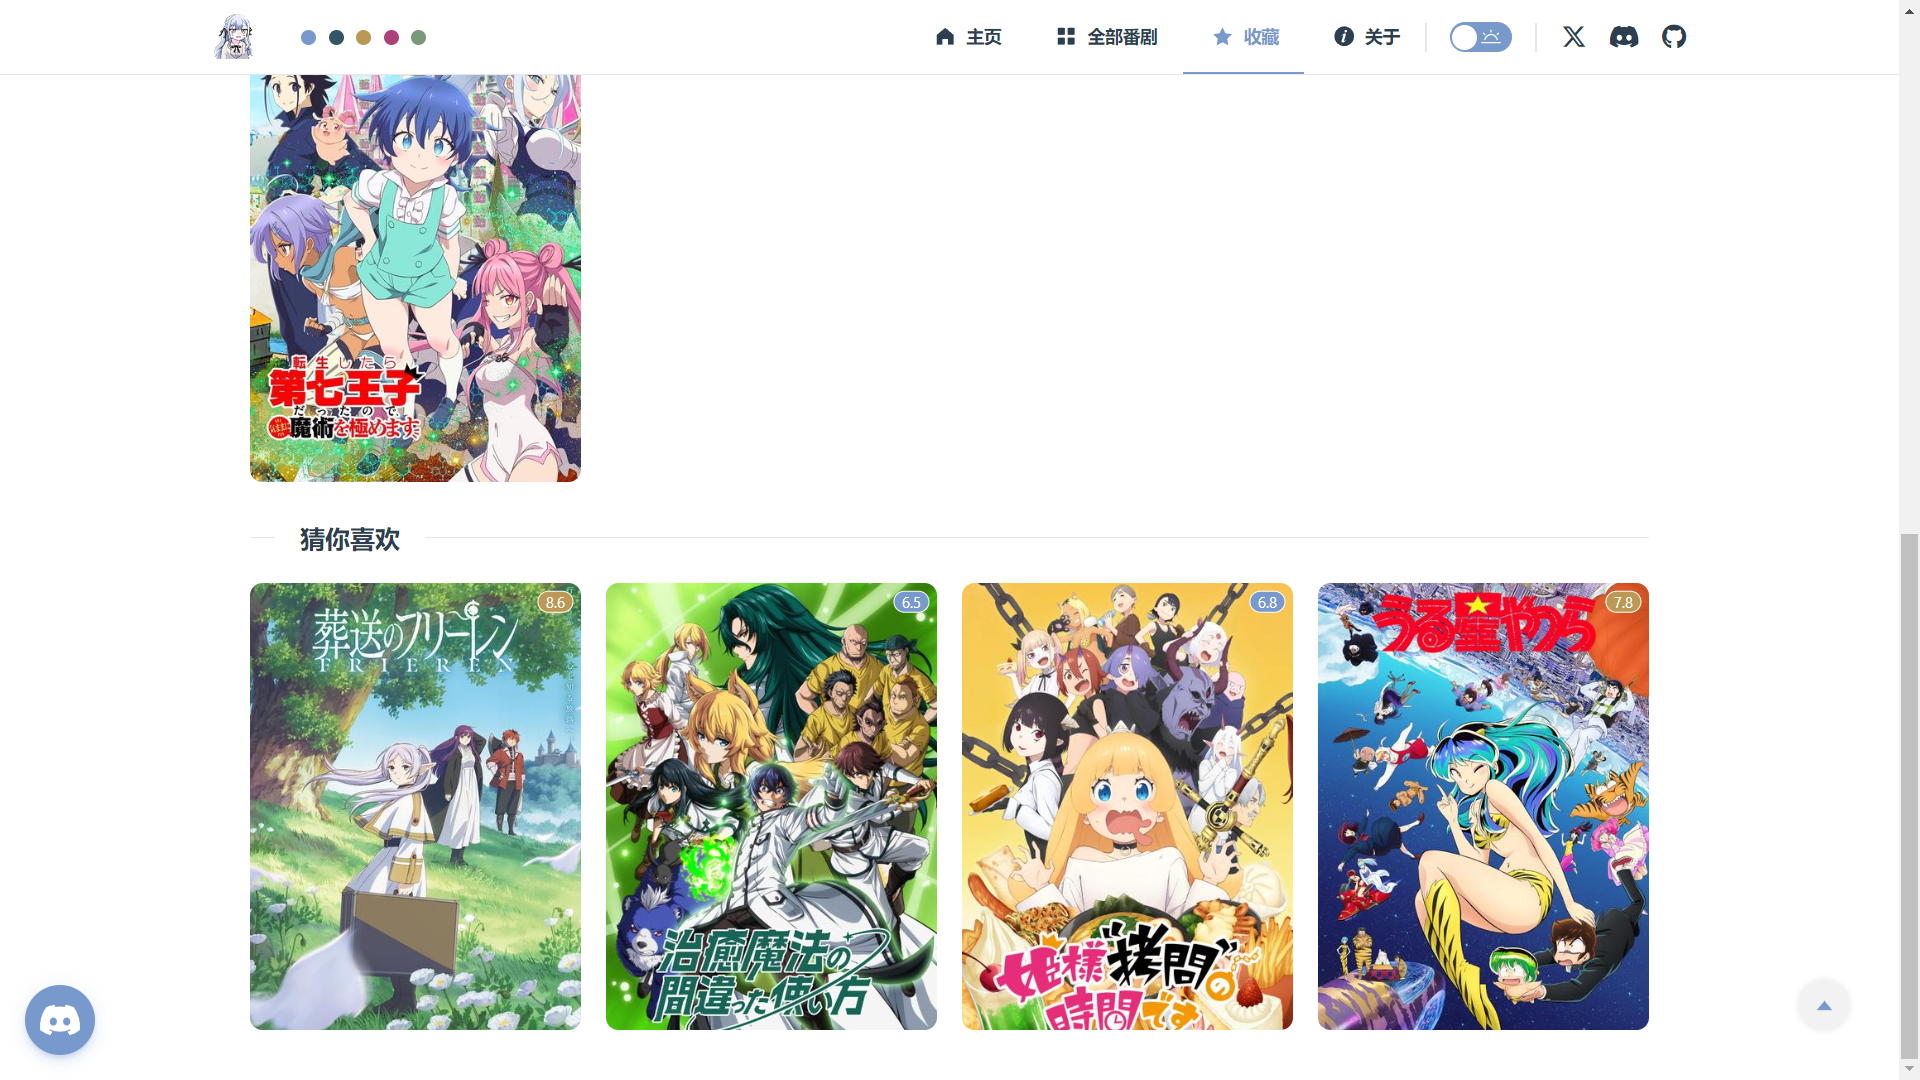 主页
全部番剧
收藏
关于
転生したら
第七王子
だったので、
魔術を極めます。
猜你喜欢
8.6
葬送のフリーレン
FRIEREN
6.5
治癒魔法の
間違った使い方
6.8
姫様"拷問"の
時間です
7.8
うる星やつら